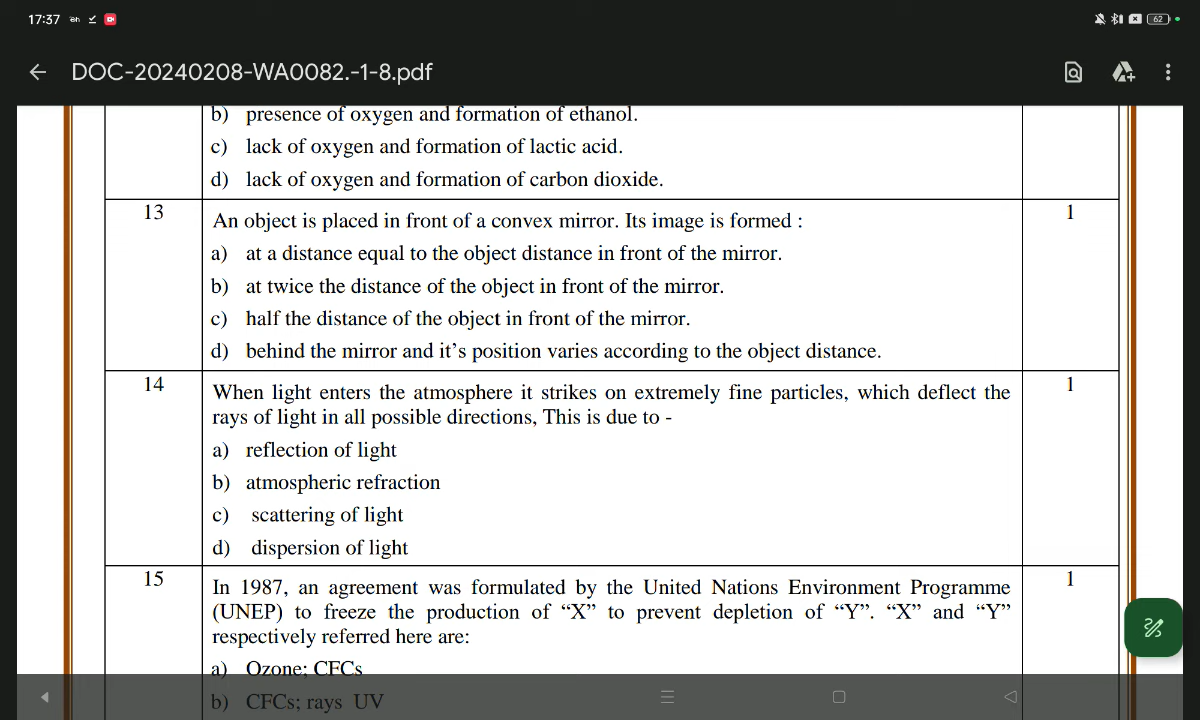 17:37
62
DOC-20240208-WA0082.-1-8.pdf
b) presence of oxygen and formation of ethanol.
c) lack of oxygen and formation of lactic acid.
d) lack of oxygen and formation of carbon dioxide.
13 An object is placed in front of a convex mirror. Its image is formed : 1
a) at a distance equal to the object distance in front of the mirror.
b) at twice the distance of the object in front of the mirror.
c) half the distance of the object in front of the mirror.
d) behind the mirror and it’s position varies according to the object distance.
14 When light enters the atmosphere it strikes on extremely fine particles, which deflect the 1
rays of light in all possible directions, This is due to -
a) reflection of light
b) atmospheric refraction
c) scattering of light
d) dispersion of light
15 In 1987, an agreement was formulated by the United Nations Environment Programme 1
(UNEP) to freeze the production of “X” to prevent depletion of “Y”. “X” and “Y”
respectively referred here are:
a) Ozone; CFCs
b) CFCs; rays UV